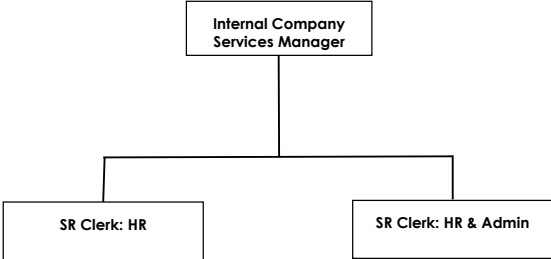 Internal Company
Services Manager
SR Clerk: HR
SR Clerk: HR & Admin